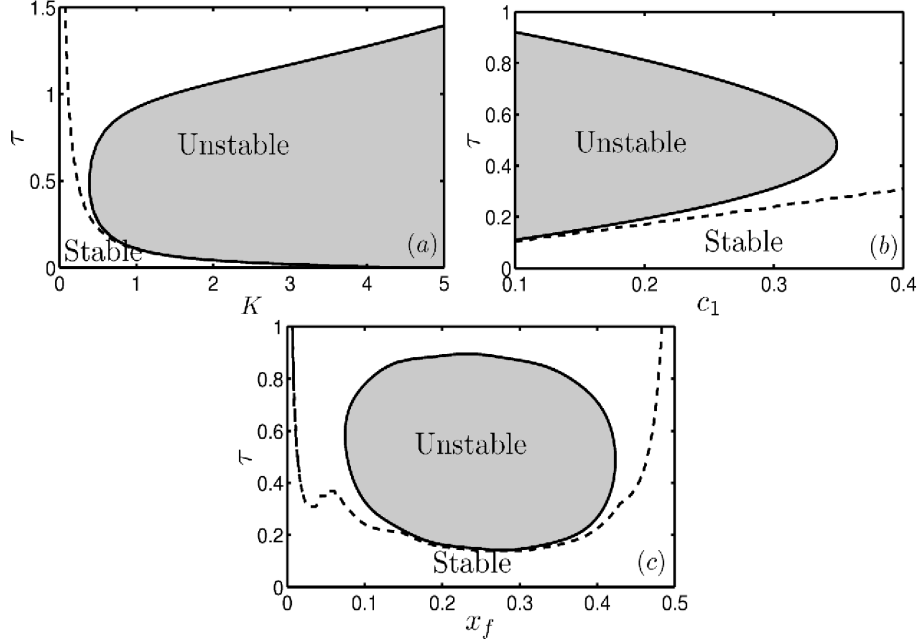 1.5
1
0.5
0
τ
Unstable
Stable
(a)
0 1 2 3 4 5
K
1
0.8
0.6
0.4
0.2
0
τ
Unstable
Stable
(b)
0.1 0.2 0.3 0.4
c₁
1
0.8
0.6
0.4
0.2
0
τ
Unstable
Stable
(c)
0 0.1 0.2 0.3 0.4 0.5
x_f